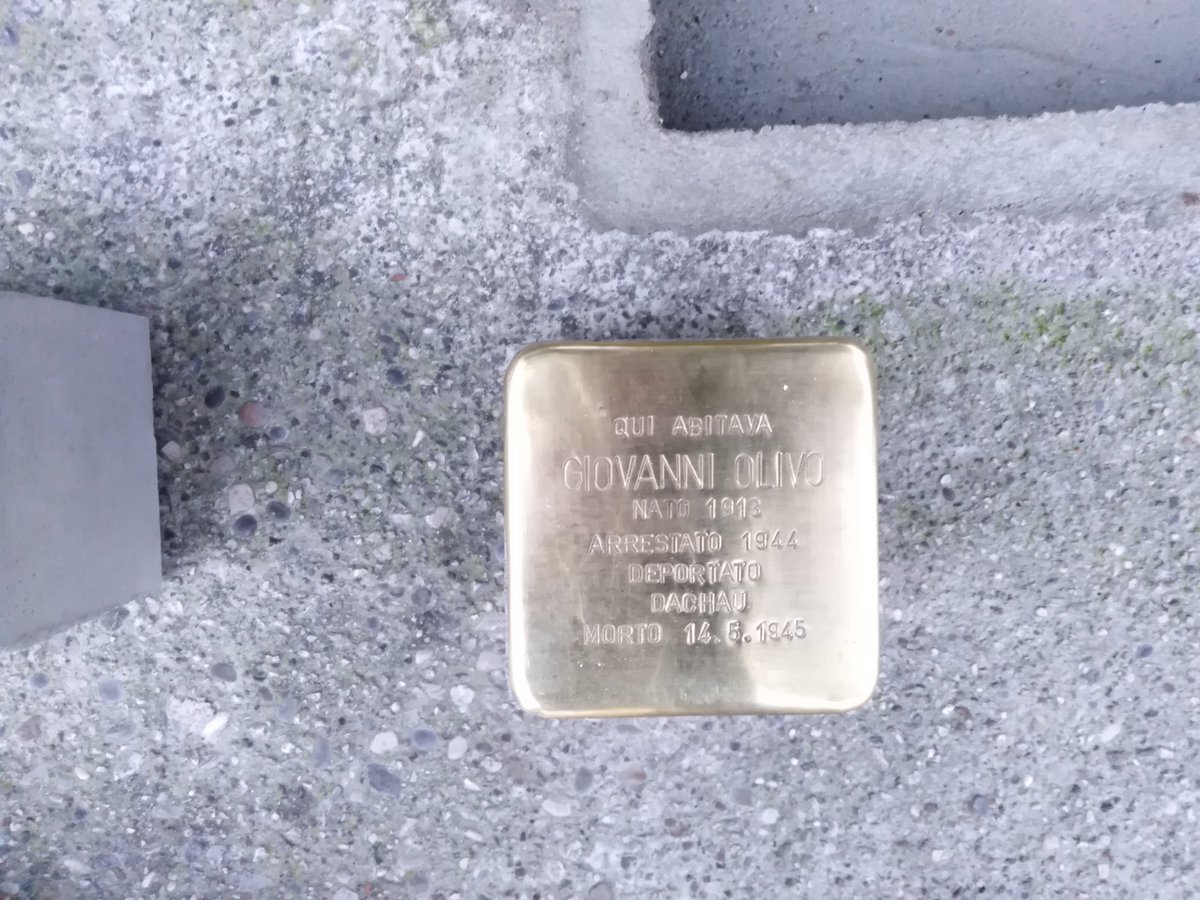 QUI ABITAVA
GIOVANNI OLIVO
NATO 1913
ARRESTATO 1944
DEPORTATO
DACHAU
MORTO 14.5.1945